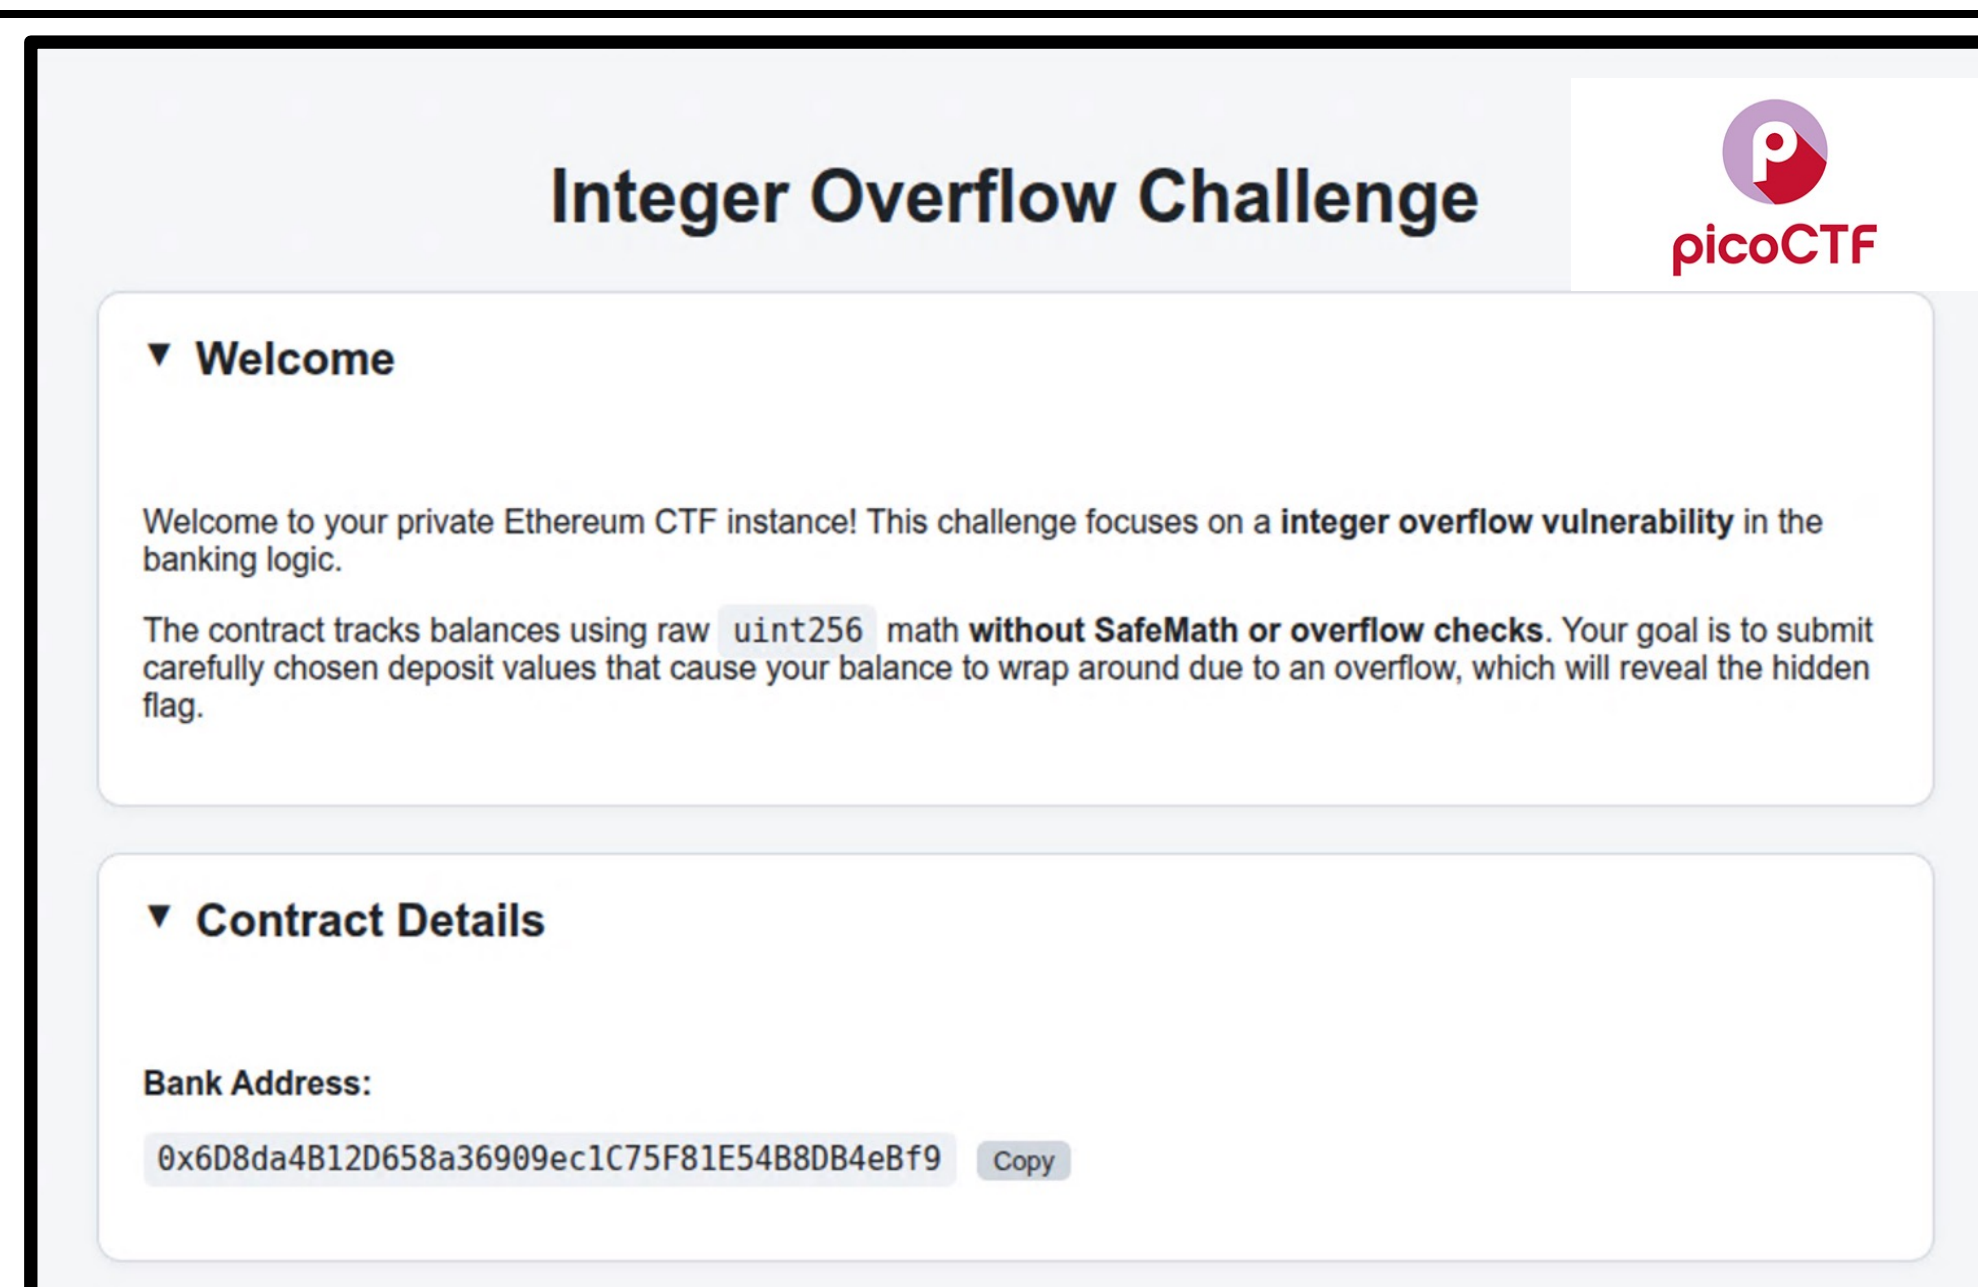 Integer Overflow Challenge
picoCTF
▼ Welcome
Welcome to your private Ethereum CTF instance! This challenge focuses on a integer overflow vulnerability in the
banking logic.
The contract tracks balances using raw uint256 math without SafeMath or overflow checks. Your goal is to submit
carefully chosen deposit values that cause your balance to wrap around due to an overflow, which will reveal the hidden
flag.
▼ Contract Details
Bank Address:
0x6D8da4B12D658a36909ec1C75F81E54B8DB4eBf9 Copy